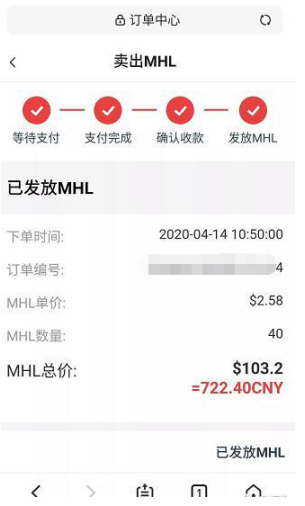 订单中心
卖出MHL
等待支付 支付完成 确认收款 发放MHL
已发放MHL
下单时间: 2020-04-14 10:50:00
订单编号: 4
MHL单价: $2.58
MHL数量: 40
MHL总价: $103.2
=722.40CNY
已发放MHL
1